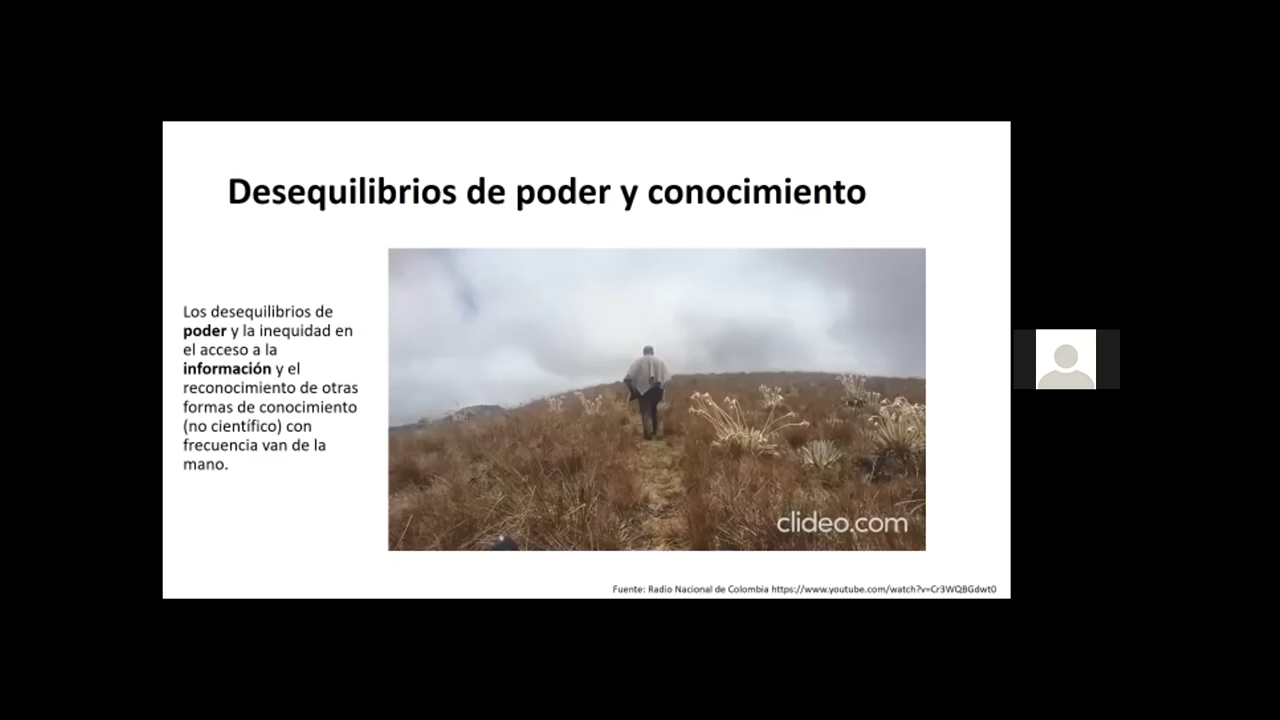 Desequilibrios de poder y conocimiento
Los desequilibrios de
poder y la inequidad en
el acceso a la
información y el
reconocimiento de otras
formas de conocimiento
(no científico) con
frecuencia van de la
mano.
clideo.com
Fuente: Radio Nacional de Colombia https://www.youtube.com/watch?v=Cr3WQBGdwt0